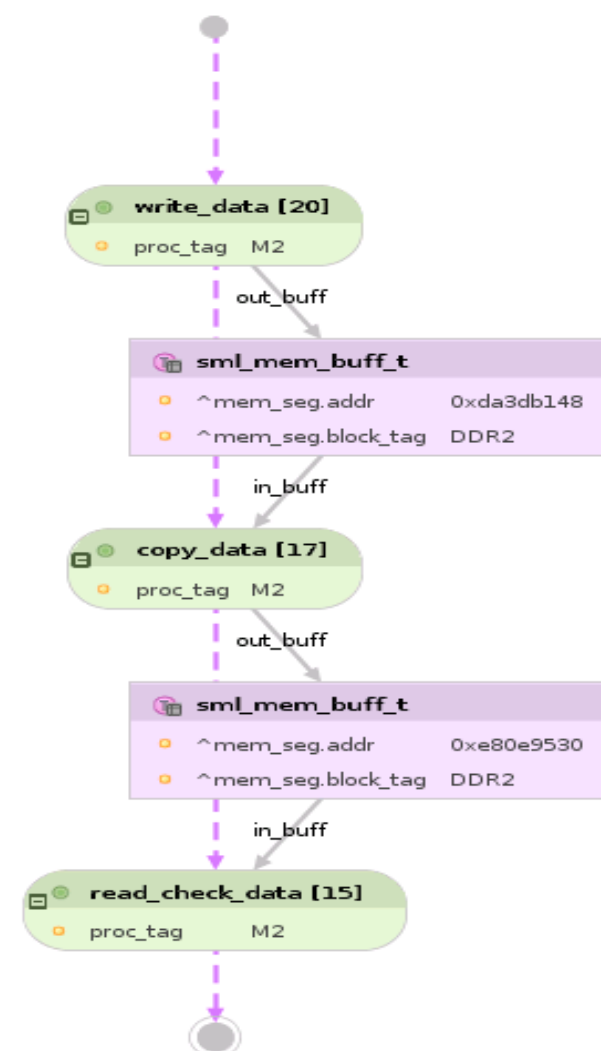 write_data [20]
proc_tag M2
out_buff
sml_mem_buff_t
^mem_seg.addr 0xda3db148
^mem_seg.block_tag DDR2
in_buff
copy_data [17]
proc_tag M2
out_buff
sml_mem_buff_t
^mem_seg.addr 0xe80e9530
^mem_seg.block_tag DDR2
in_buff
read_check_data [15]
proc_tag M2